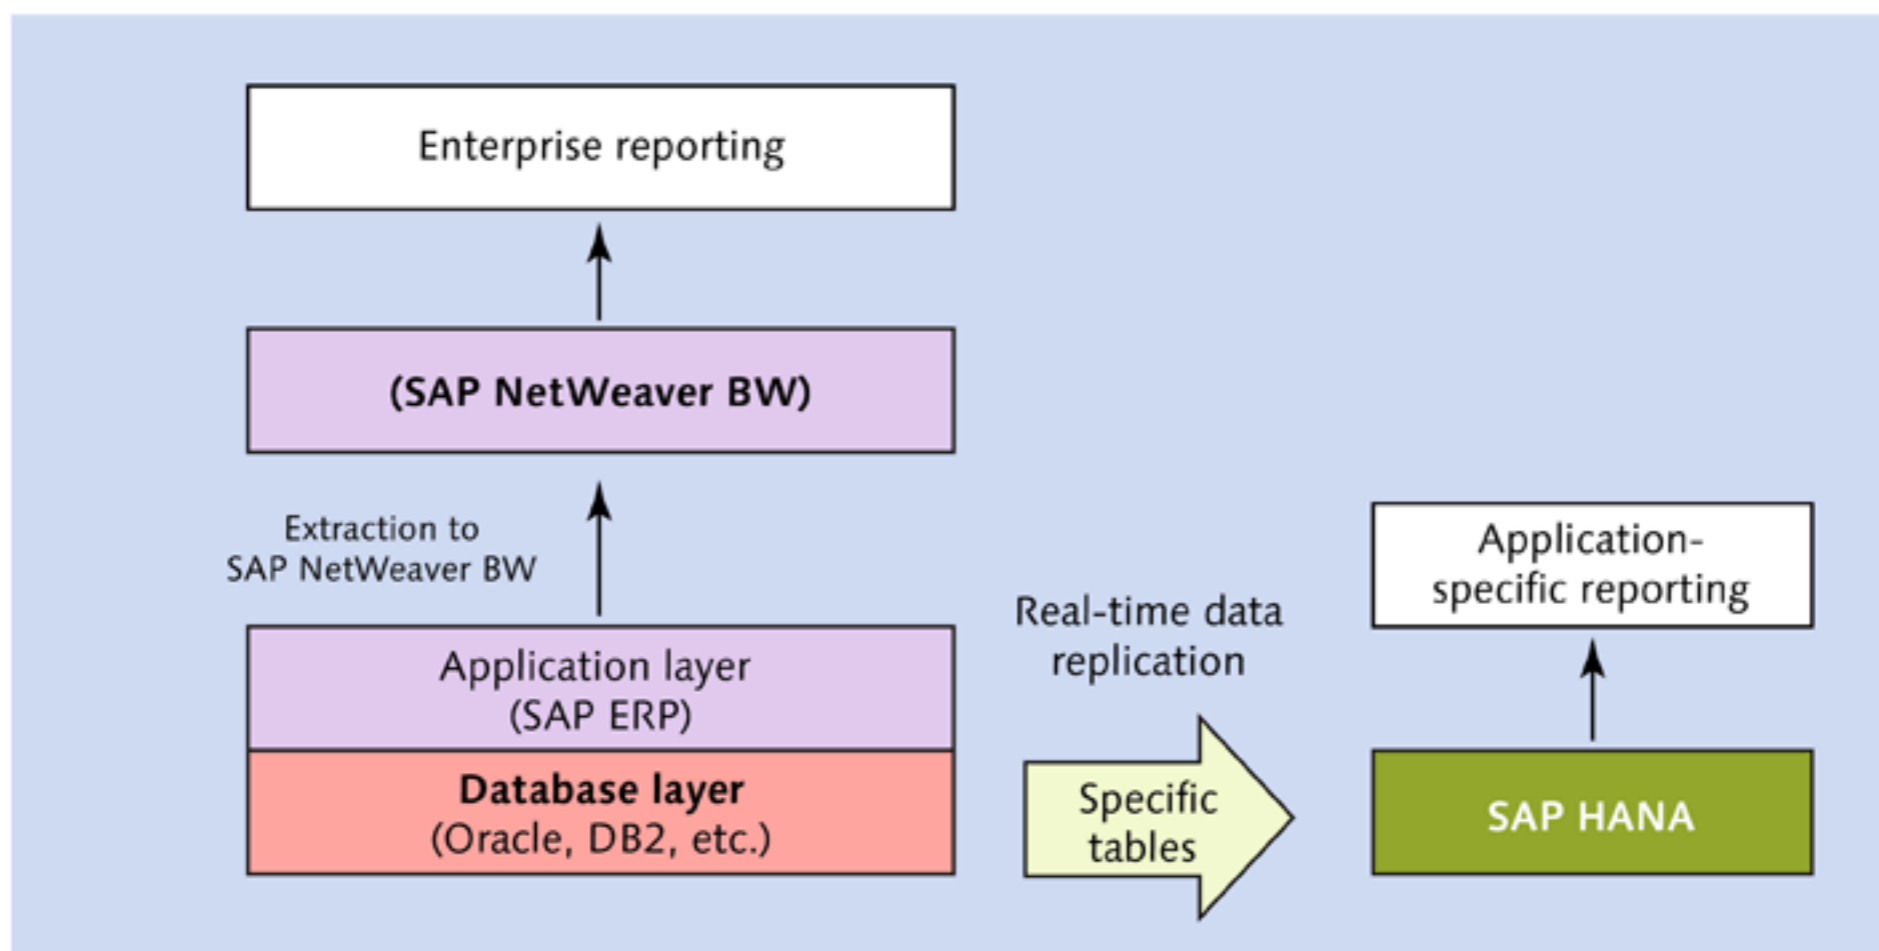 Enterprise reporting
(SAP NetWeaver BW)
Extraction to
SAP NetWeaver BW
Application layer
(SAP ERP)
Database layer
(Oracle, DB2, etc.)
Real-time data
replication
Specific
tables
Application-
specific reporting
SAP HANA